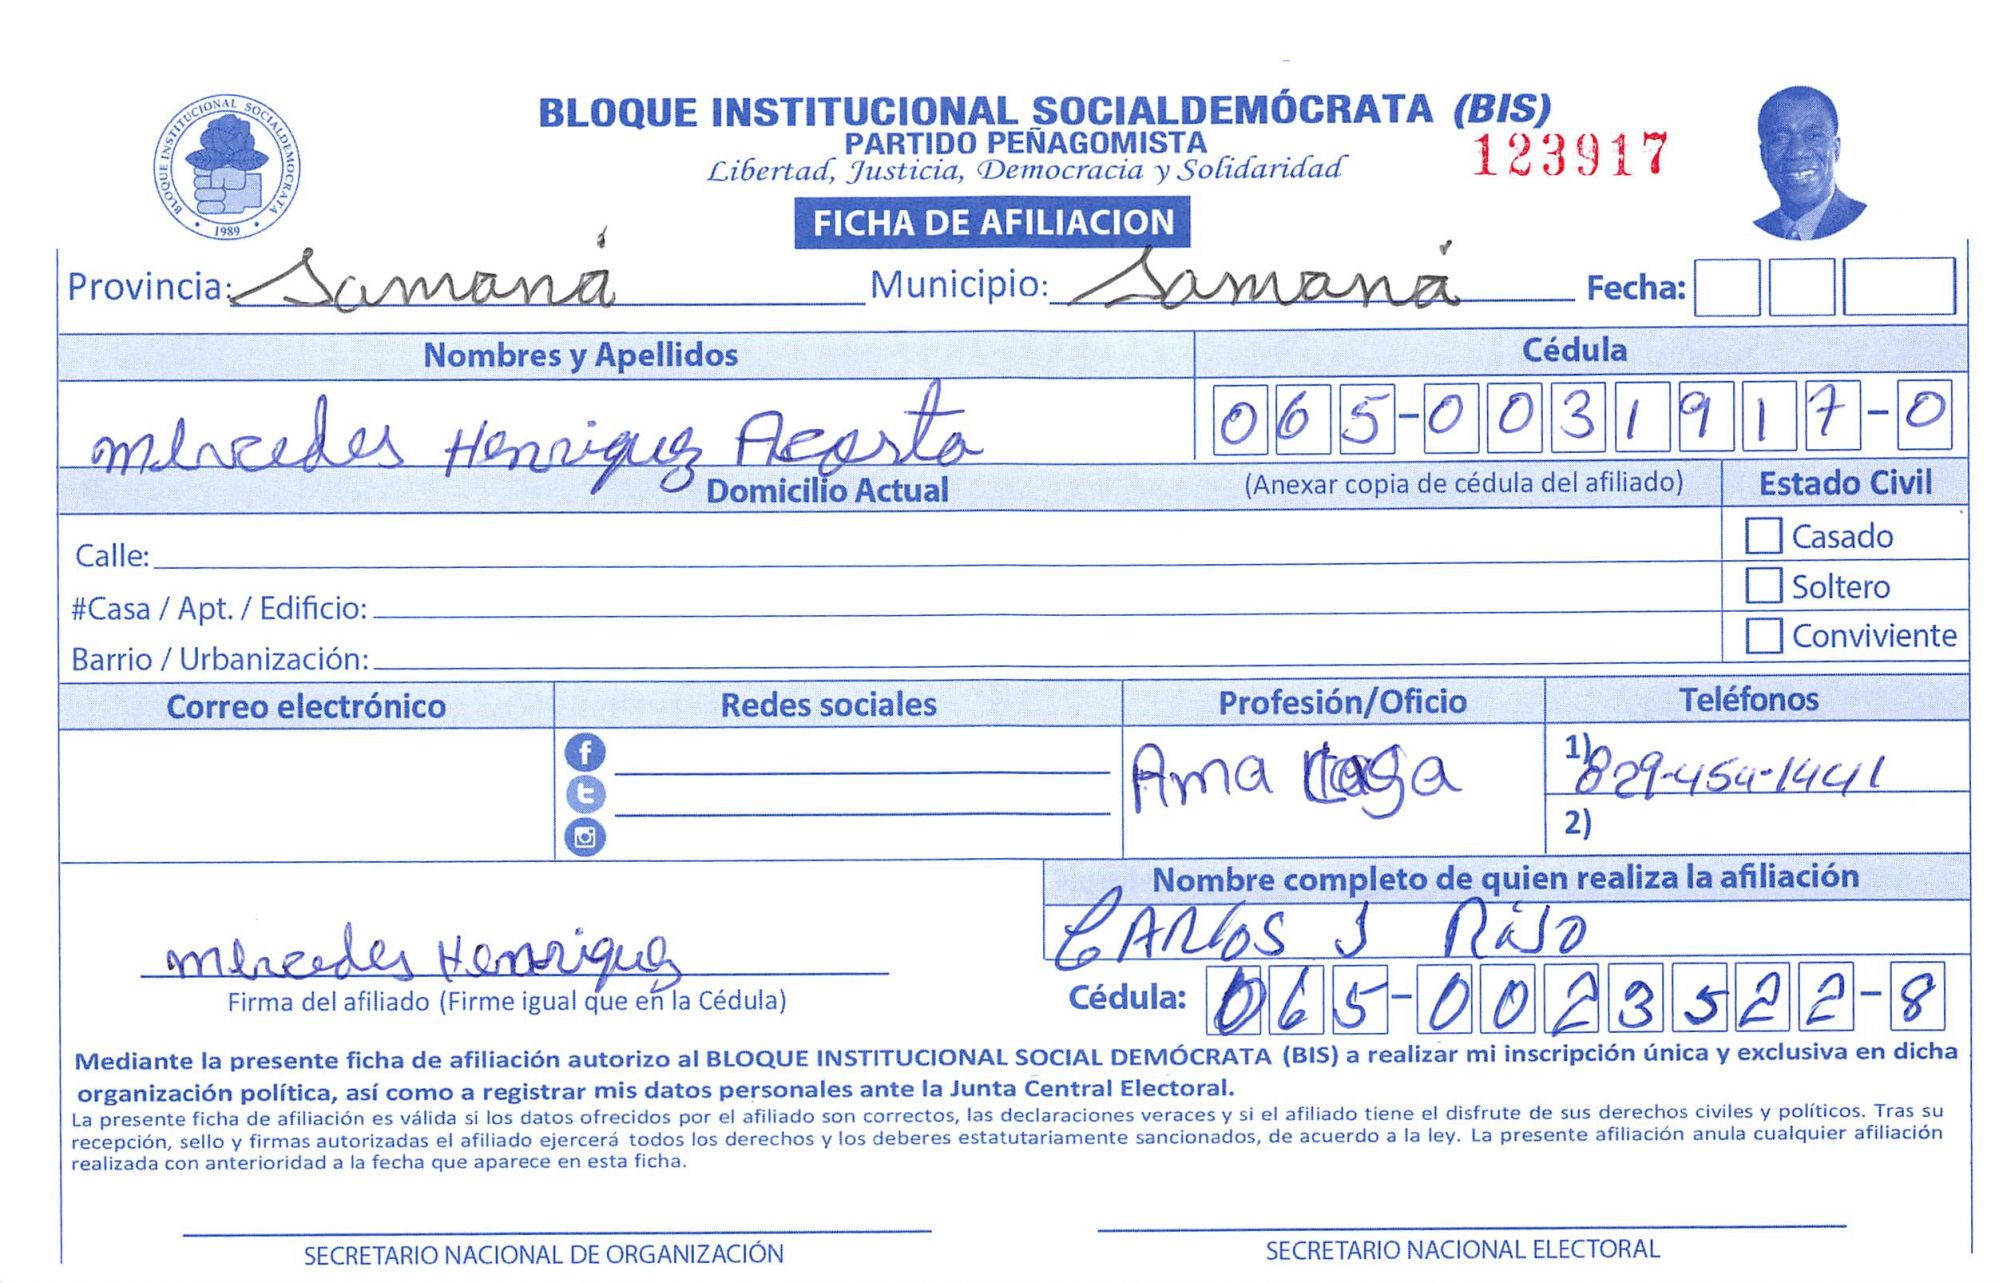 BLOQUE INSTITUCIONAL SOCIALDEMOCRATA
1989
BLOQUE INSTITUCIONAL SOCIALDEMÓCRATA (BIS)
PARTIDO PEÑAGOMISTA
Libertad, Justicia, Democracia y Solidaridad
123917
FICHA DE AFILIACION
Provincia: Samaná Municipio: Samaná Fecha:
Nombres y Apellidos Cédula
Mercedes Henriquez Acosta 065-0031917-0
Domicilio Actual (Anexar copia de cédula del afiliado) Estado Civil
Calle: Casado
#Casa / Apt. / Edificio: Soltero
Barrio / Urbanización: Conviviente
Correo electrónico Redes sociales Profesión/Oficio Teléfonos
Ama Casa 1) 829-454-1441
2)
Nombre completo de quien realiza la afiliación
CARlos J RiJo
Mercedes Henriquez
Firma del afiliado (Firme igual que en la Cédula) Cédula: 065-0023522-8
Mediante la presente ficha de afiliación autorizo al BLOQUE INSTITUCIONAL SOCIAL DEMÓCRATA (BIS) a realizar mi inscripción única y exclusiva en dicha
organización política, así como a registrar mis datos personales ante la Junta Central Electoral.
La presente ficha de afiliación es válida si los datos ofrecidos por el afiliado son correctos, las declaraciones veraces y si el afiliado tiene el disfrute de sus derechos civiles y políticos. Tras su
recepción, sello y firmas autorizadas el afiliado ejercerá todos los derechos y los deberes estatutariamente sancionados, de acuerdo a la ley. La presente afiliación anula cualquier afiliación
realizada con anterioridad a la fecha que aparece en esta ficha.
SECRETARIO NACIONAL DE ORGANIZACIÓN SECRETARIO NACIONAL ELECTORAL